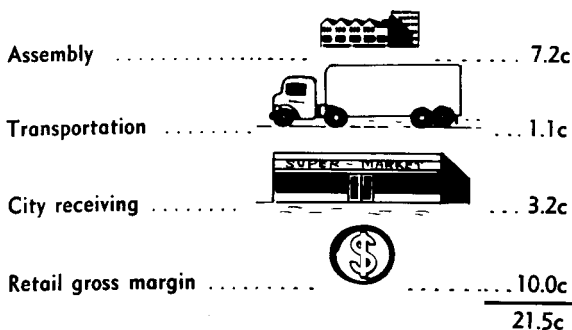 Assembly ........................ 7.2c
Transportation ............ 1.1c
SUPER - MARKET
City receiving ............ 3.2c
$
Retail gross margin .................... 10.0c
21.5c